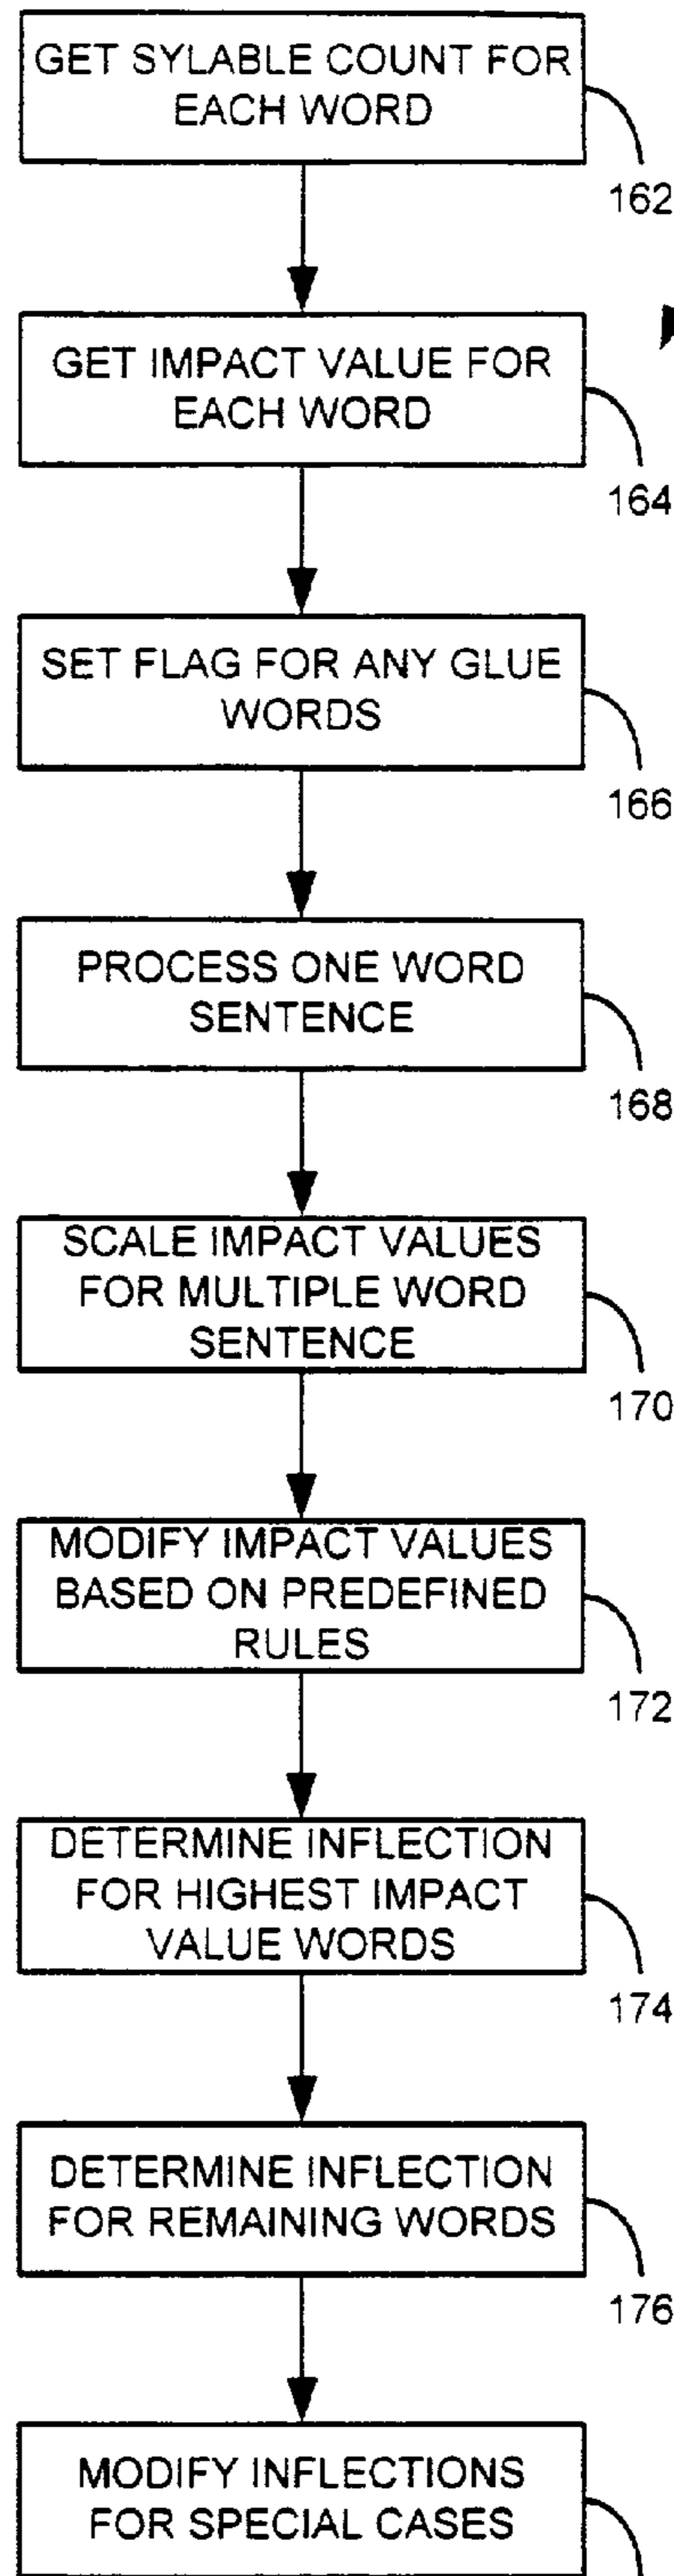 GET SYLABLE COUNT FOR
EACH WORD
162
GET IMPACT VALUE FOR
EACH WORD
164
SET FLAG FOR ANY GLUE
WORDS
166
PROCESS ONE WORD
SENTENCE
168
SCALE IMPACT VALUES
FOR MULTIPLE WORD
SENTENCE
170
MODIFY IMPACT VALUES
BASED ON PREDEFINED
RULES
172
DETERMINE INFLECTION
FOR HIGHEST IMPACT
VALUE WORDS
174
DETERMINE INFLECTION
FOR REMAINING WORDS
176
MODIFY INFLECTIONS
FOR SPECIAL CASES